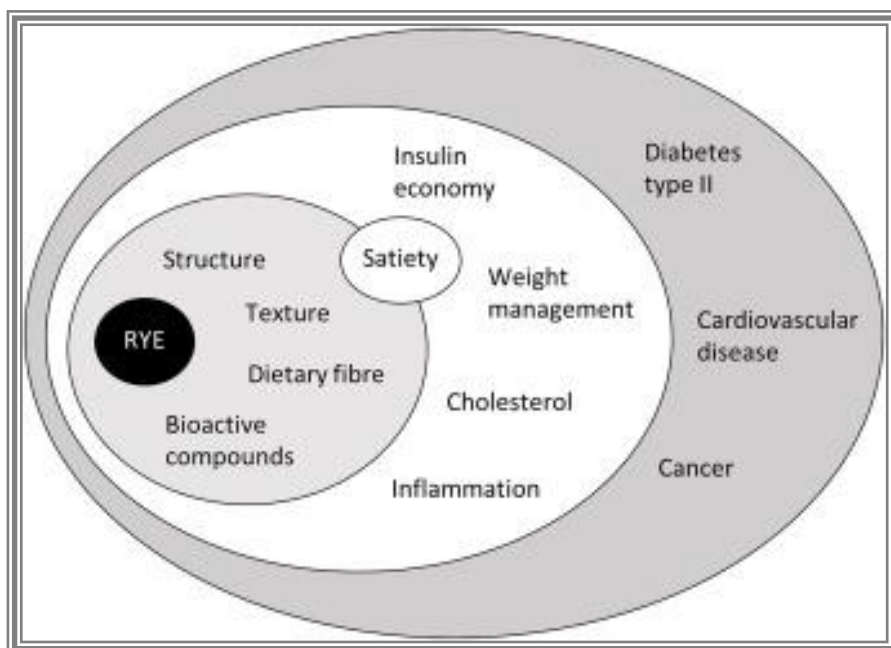 Insulin
economy
Diabetes
type II
Structure
Satiety
Weight
management
Texture
RYE
Cardiovascular
disease
Dietary fibre
Cholesterol
Bioactive
compounds
Inflammation
Cancer